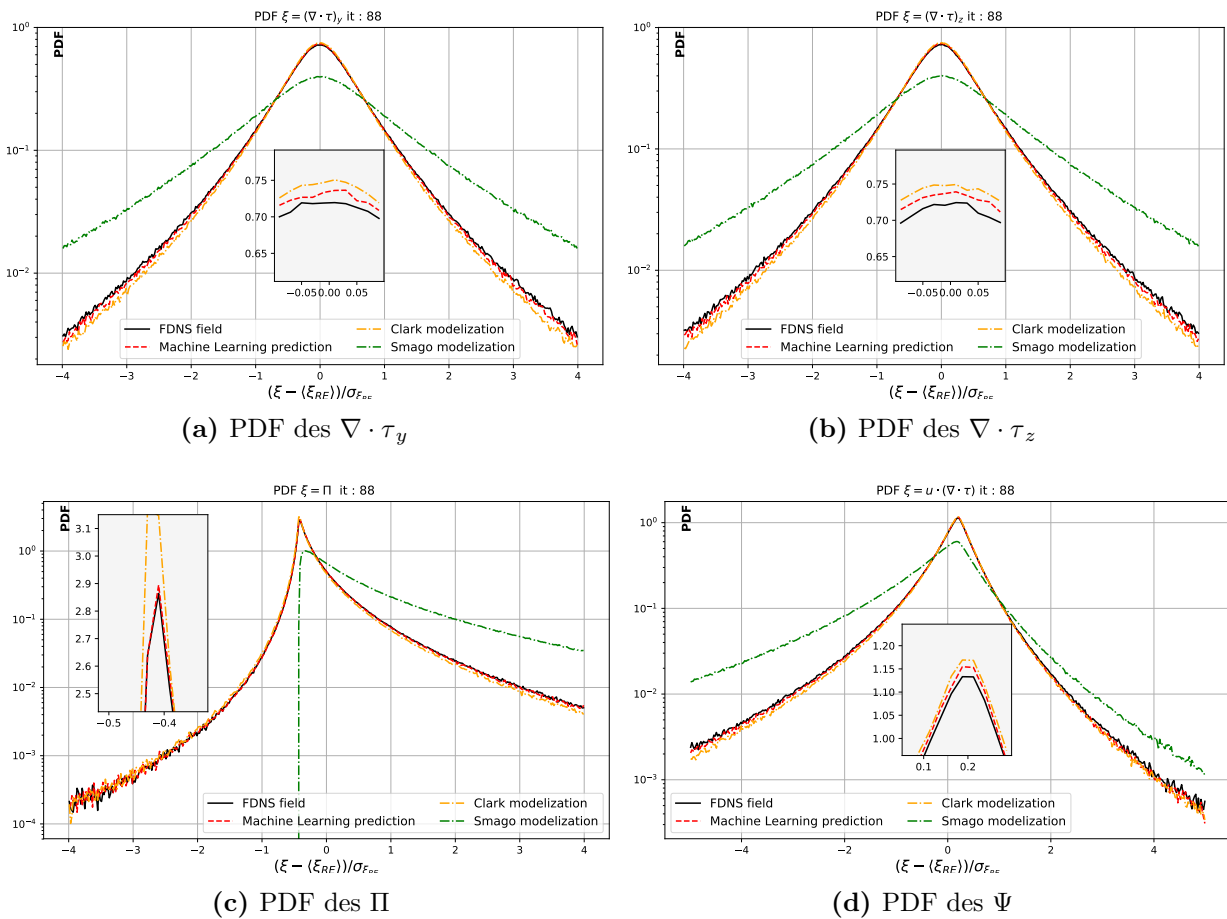 PDF ξ = (∇ · τ)y it : 88
PDF
10⁰
10⁻¹
10⁻²
0.75
0.70
0.65
−0.05 0.00 0.05
FDNS field
Machine Learning prediction
Clark modelization
Smago modelization
−4 −3 −2 −1 0 1 2 3 4
(ξ − ⟨ξRE⟩)/σξRE
(a) PDF des ∇ · τy
PDF ξ = (∇ · τ)z it : 88
PDF
10⁰
10⁻¹
10⁻²
0.75
0.70
0.65
−0.05 0.00 0.05
FDNS field
Machine Learning prediction
Clark modelization
Smago modelization
−4 −3 −2 −1 0 1 2 3 4
(ξ − ⟨ξRE⟩)/σξRE
(b) PDF des ∇ · τz
PDF ξ = Π it : 88
PDF
10⁰
10⁻¹
10⁻²
10⁻³
10⁻⁴
3.1
3.0
2.9
2.8
2.7
2.6
2.5
−0.5 −0.4
FDNS field
Machine Learning prediction
Clark modelization
Smago modelization
−4 −3 −2 −1 0 1 2 3 4
(ξ − ⟨ξRE⟩)/σξRE
(c) PDF des Π
PDF ξ = u · (∇ · τ) it : 88
PDF
10⁰
10⁻¹
10⁻²
10⁻³
1.20
1.15
1.10
1.05
1.00
0.1 0.2
FDNS field
Machine Learning prediction
Clark modelization
Smago modelization
−4 −2 0 2 4
(ξ − ⟨ξRE⟩)/σξRE
(d) PDF des Ψ